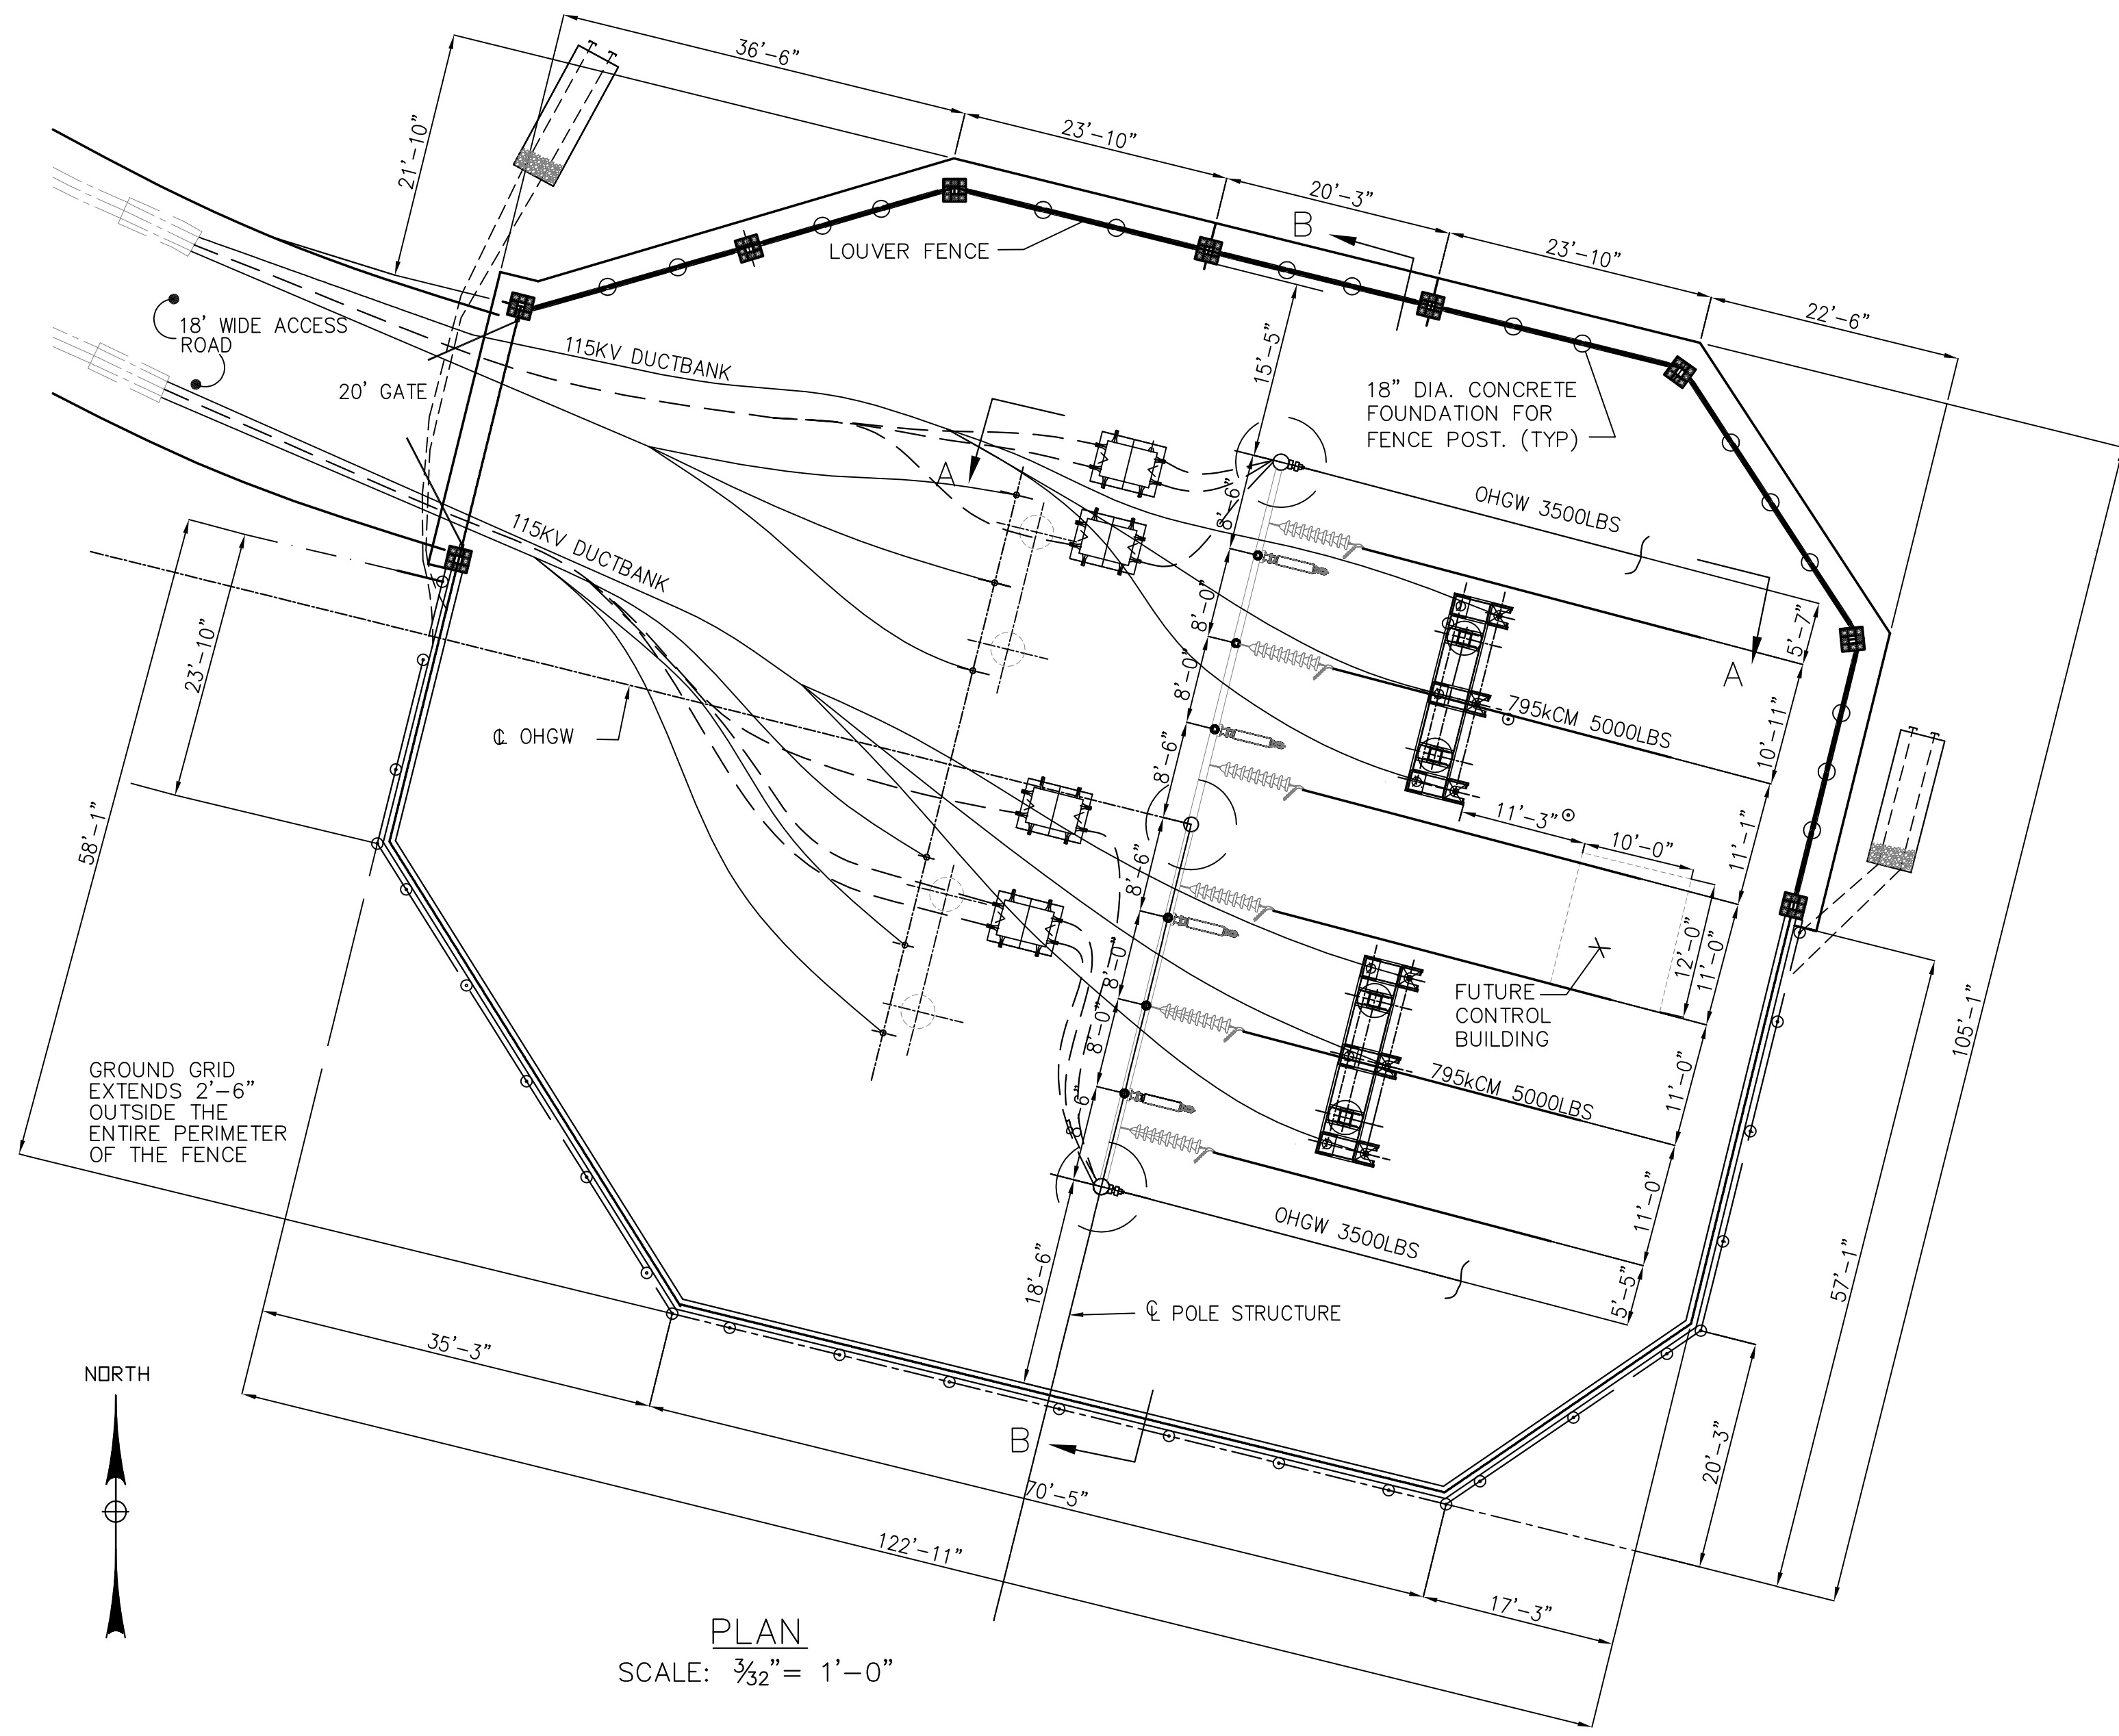 36'-6"
23'-10"
20'-3"
23'-10"
22'-6"
21'-10"
B
LOUVER FENCE
18' WIDE ACCESS
ROAD
20' GATE
115KV DUCTBANK
15'-5"
18" DIA. CONCRETE
FOUNDATION FOR
FENCE POST. (TYP)
A
8'-6"
OHGW 3500LBS
115KV DUCTBANK
8'-0"
5'-7"
A
23'-10"
8'-0"
795kCM 5000LBS
10'-11"
℄ OHGW
8'-6"
11'-3"
10'-0"
11'-1"
58'-1"
8'-6"
12'-0"
11'-0"
8'-0"
FUTURE
CONTROL
BUILDING
105'-1"
8'-0"
795kCM 5000LBS
11'-0"
GROUND GRID
EXTENDS 2'-6"
OUTSIDE THE
ENTIRE PERIMETER
OF THE FENCE
8'-6"
11'-0"
OHGW 3500LBS
18'-6"
5'-5"
57'-1"
℄ POLE STRUCTURE
35'-3"
NORTH
B
20'-3"
70'-5"
122'-11"
17'-3"
PLAN
SCALE: 3/32"= 1'-0"